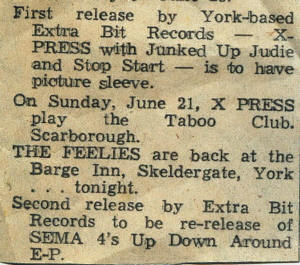 First release by York-based
Extra Bit Records — X-
PRESS with Junked Up Judie
and Stop Start — is to have
picture sleeve.
On Sunday, June 21, X PRESS
play the Taboo Club.
Scarborough.
THE FEELIES are back at the
Barge Inn, Skeldergate, York
. . . tonight.
Second release by Extra Bit
Records to be re-release of
SEMA 4's Up Down Around
E-P.